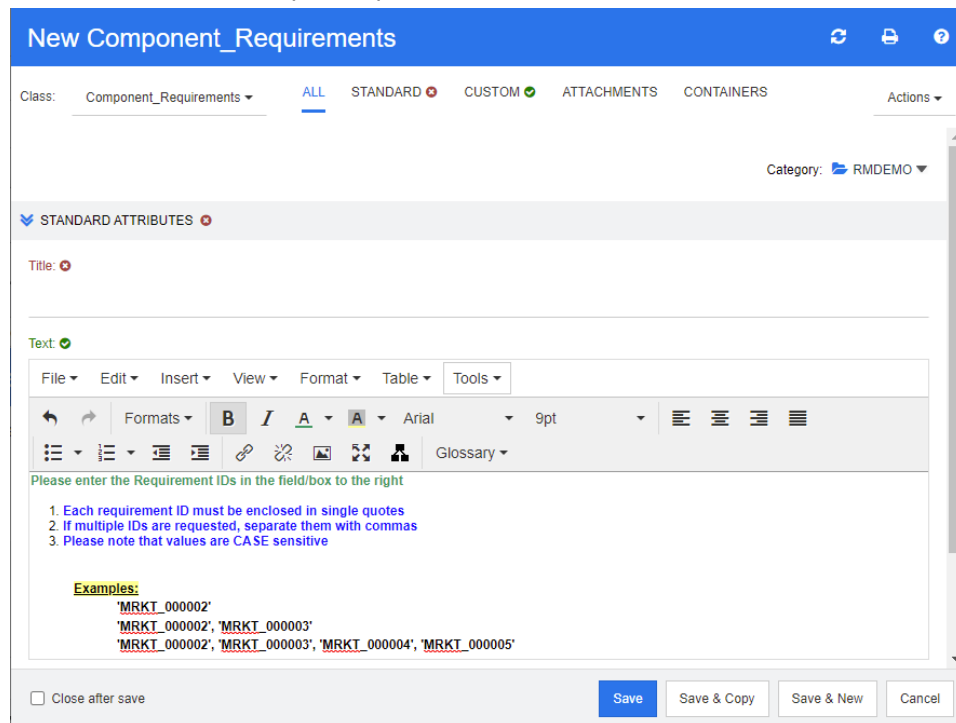 New Component_Requirements
Class: Component_Requirements ALL STANDARD CUSTOM ATTACHMENTS CONTAINERS Actions
Category: RMDEMO
STANDARD ATTRIBUTES
Title:
Text:
File Edit Insert View Format Table Tools
Formats B I A A Arial 9pt
Glossary
Please enter the Requirement IDs in the field/box to the right
1. Each requirement ID must be enclosed in single quotes
2. If multiple IDs are requested, separate them with commas
3. Please note that values are CASE sensitive
Examples:
'MRKT_000002'
'MRKT_000002', 'MRKT_000003'
'MRKT_000002', 'MRKT_000003', 'MRKT_000004', 'MRKT_000005'
Close after save Save Save & Copy Save & New Cancel